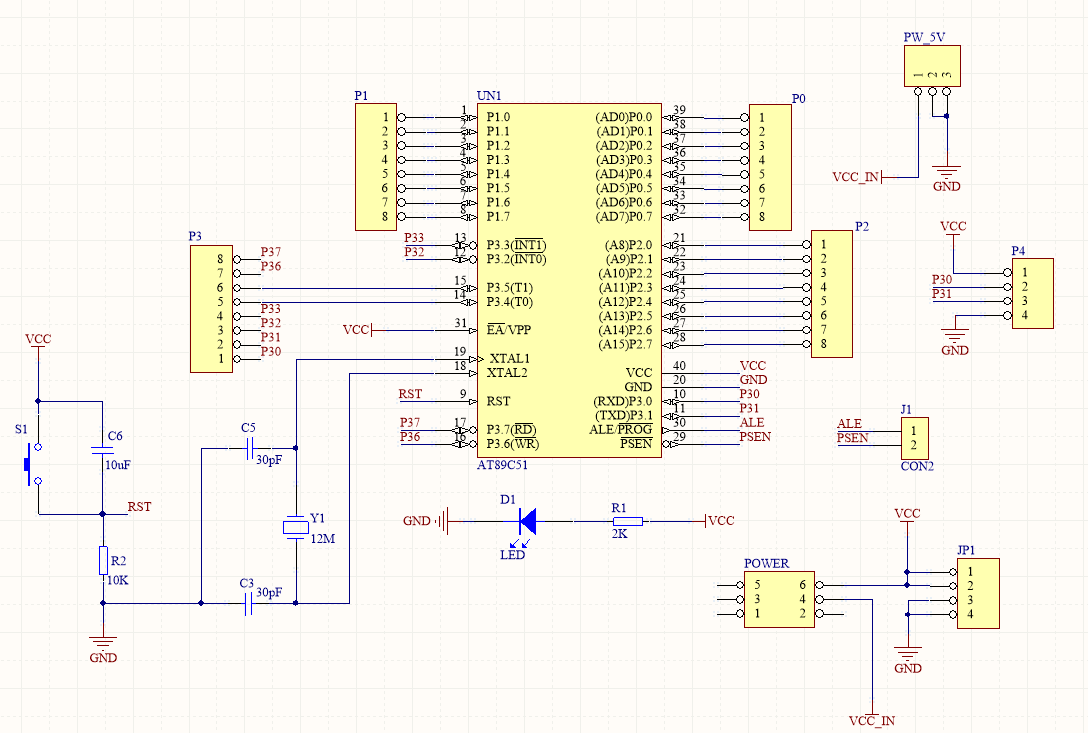 PW_5V
1 2 3
VCC_IN
GND
P1
1
2
3
4
5
6
7
8
UN1
1 P1.0
2 P1.1
3 P1.2
4 P1.3
5 P1.4
6 P1.5
7 P1.6
8 P1.7
P33 13 P3.3(INT1)
P32 12 P3.2(INT0)
15 P3.5(T1)
14 P3.4(T0)
VCC 31 EA/VPP
19 XTAL1
18 XTAL2
RST 9 RST
P37 17 P3.7(RD)
P36 16 P3.6(WR)
(AD0)P0.0 39
(AD1)P0.1 38
(AD2)P0.2 37
(AD3)P0.3 36
(AD4)P0.4 35
(AD5)P0.5 34
(AD6)P0.6 33
(AD7)P0.7 32
(A8)P2.0 21
(A9)P2.1 22
(A10)P2.2 23
(A11)P2.3 24
(A12)P2.4 25
(A13)P2.5 26
(A14)P2.6 27
(A15)P2.7 28
VCC 40 VCC
GND 20 GND
(RXD)P3.0 10 P30
(TXD)P3.1 11 P31
ALE/PROG 30 ALE
PSEN 29 PSEN
AT89C51
P0
1
2
3
4
5
6
7
8
P2
1
2
3
4
5
6
7
8
P3
8 P37
7 P36
6
5
4 P33
3 P32
2 P31
1 P30
VCC
P4
1
P30 2
P31 3
4
GND
VCC
S1
C6
10uF
RST
R2
10K
GND
C5
30pF
Y1
12M
C3
30pF
J1
ALE 1
PSEN 2
CON2
GND
D1
LED
R1
2K
VCC
POWER
5 6
3 4
1 2
VCC
JP1
1
2
3
4
GND
VCC_IN